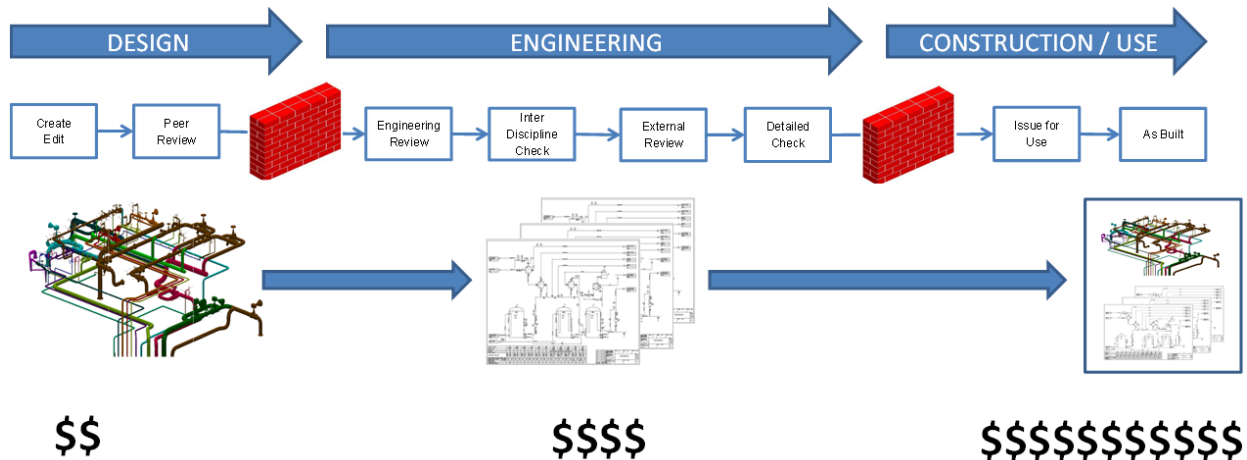 DESIGN
ENGINEERING
CONSTRUCTION / USE
Create
Edit
Peer
Review
Engineering
Review
Inter
Discipline
Check
External
Review
Detailed
Check
Issue for
Use
As Built
$$
$$$$
$$$$$$$$$$$